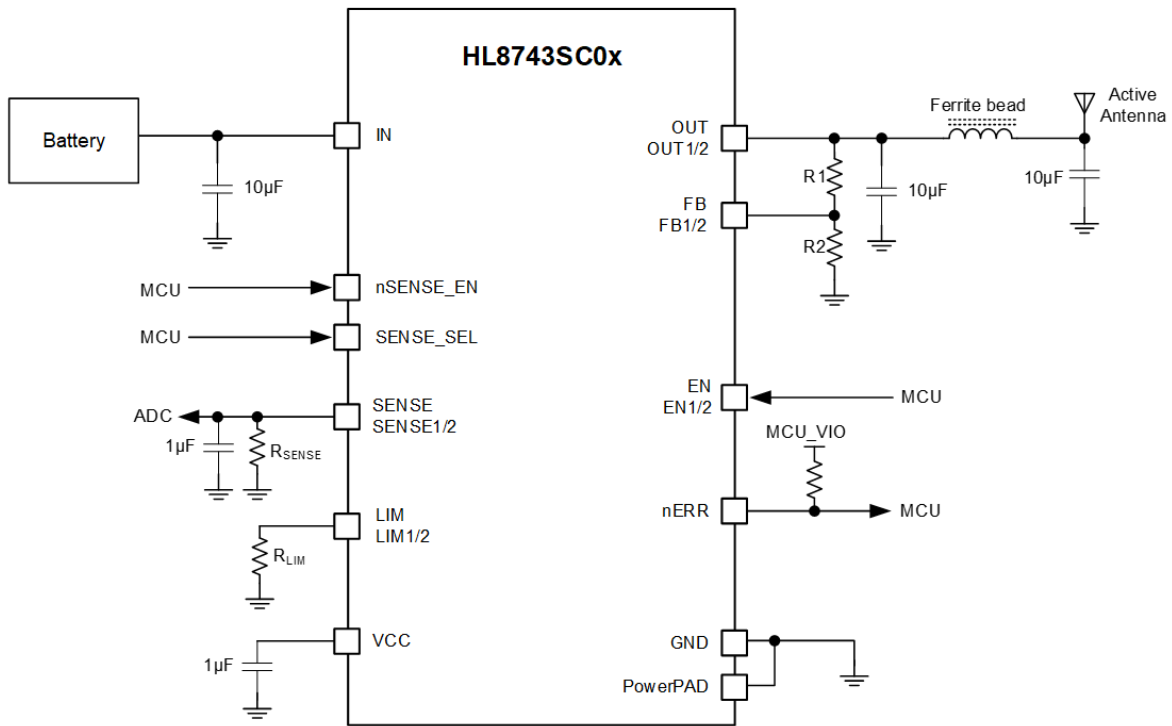 HL8743SC0x
Battery
IN
10µF
nSENSE_EN
MCU
SENSE_SEL
MCU
SENSE
SENSE1/2
ADC
1µF
RSENSE
LIM
LIM1/2
RLIM
VCC
1µF
OUT
OUT1/2
Ferrite bead
Active
Antenna
R1
10µF
10µF
FB
FB1/2
R2
EN
EN1/2
MCU
MCU_VIO
nERR
MCU
GND
PowerPAD